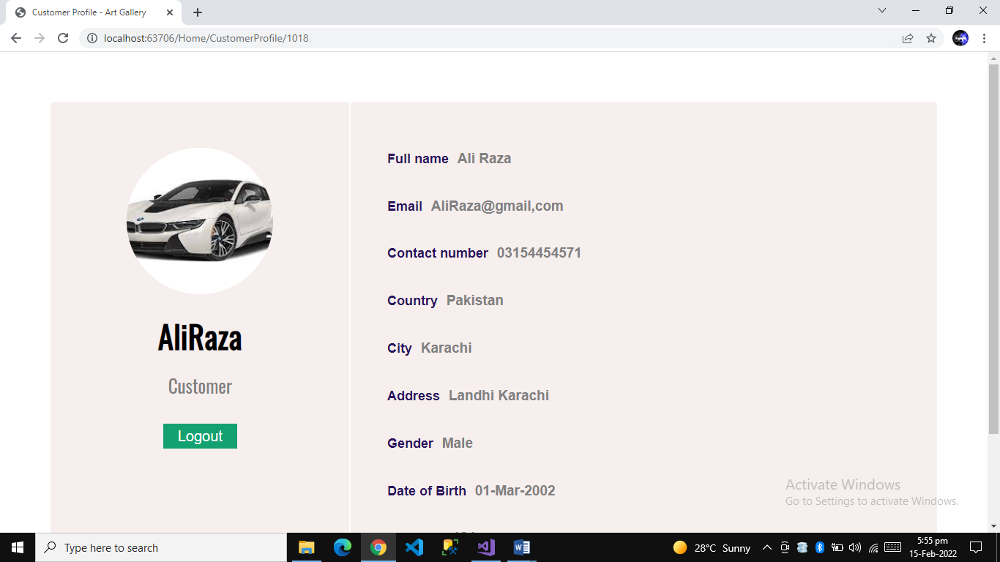 Customer Profile - Art Gallery
localhost:63706/Home/CustomerProfile/1018
AliRaza
Customer
Logout
Full name Ali Raza
Email AliRaza@gmail,com
Contact number 03154454571
Country Pakistan
City Karachi
Address Landhi Karachi
Gender Male
Date of Birth 01-Mar-2002
Activate Windows
Go to Settings to activate Windows.
Type here to search
28°C Sunny
5:55 pm
15-Feb-2022